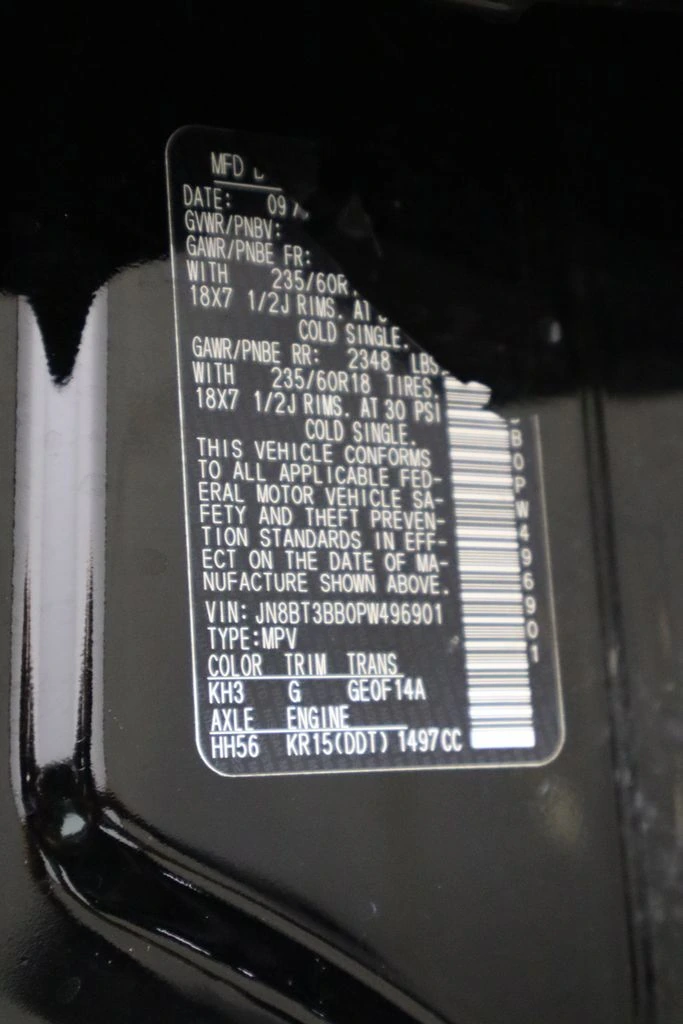 MFD
DATE: 09
GVWR/PNBV:
GAWR/PNBE FR:
WITH 235/60R
18X7 1/2J RIMS. AT
COLD SINGLE.
GAWR/PNBE RR: 2348 LBS.
WITH 235/60R18 TIRES.
18X7 1/2J RIMS. AT 30 PSI
COLD SINGLE.
THIS VEHICLE CONFORMS
TO ALL APPLICABLE FED-
ERAL MOTOR VEHICLE SA-
FETY AND THEFT PREVEN-
TION STANDARDS IN EFF-
ECT ON THE DATE OF MA-
NUFACTURE SHOWN ABOVE.
VIN: JN8BT3BB0PW496901
TYPE:MPV
COLOR TRIM TRANS
KH3 G GE0F14A
AXLE ENGINE
HH56 KR15(DDT) 1497CC
B0PW496901